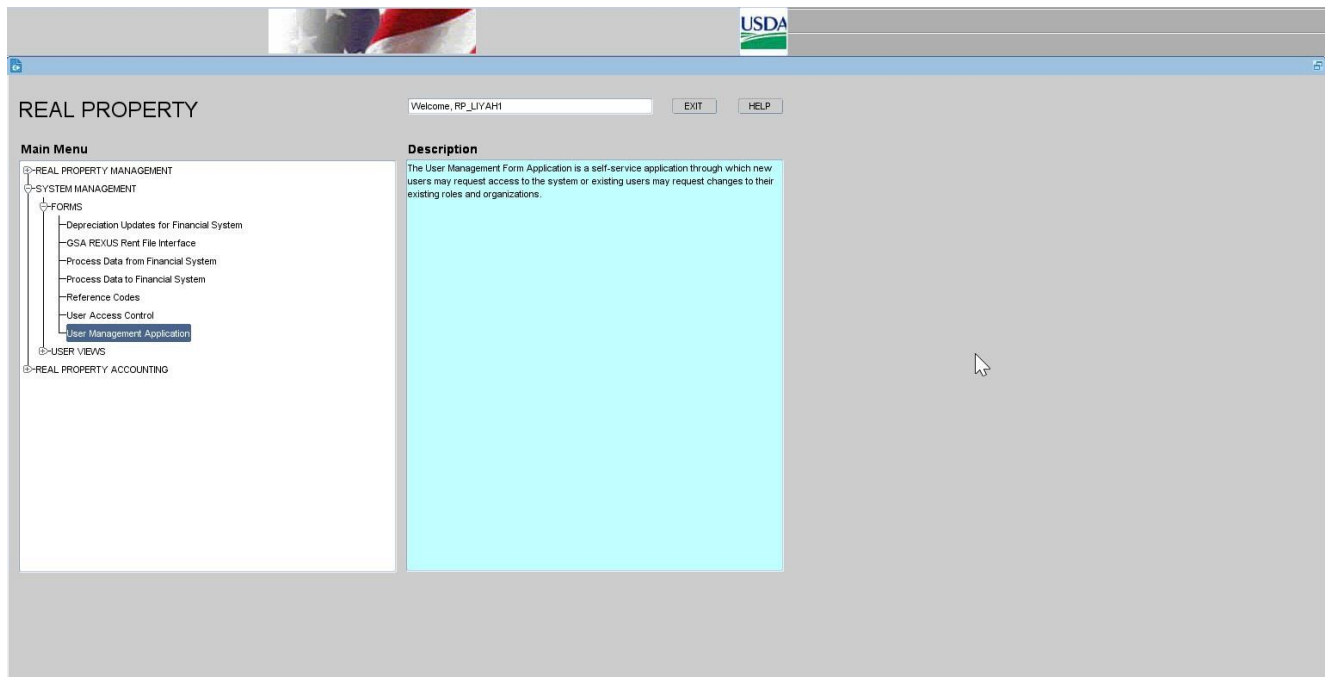 USDA
REAL PROPERTY
Welcome, RP_LIYAH1
EXIT
HELP
Main Menu
REAL PROPERTY MANAGEMENT
SYSTEM MANAGEMENT
FORMS
Depreciation Updates for Financial System
GSA REXUS Rent File Interface
Process Data from Financial System
Process Data to Financial System
Reference Codes
User Access Control
User Management Application
USER VIEWS
REAL PROPERTY ACCOUNTING
Description
The User Management Form Application is a self-service application through which new
users may request access to the system or existing users may request changes to their
existing roles and organizations.